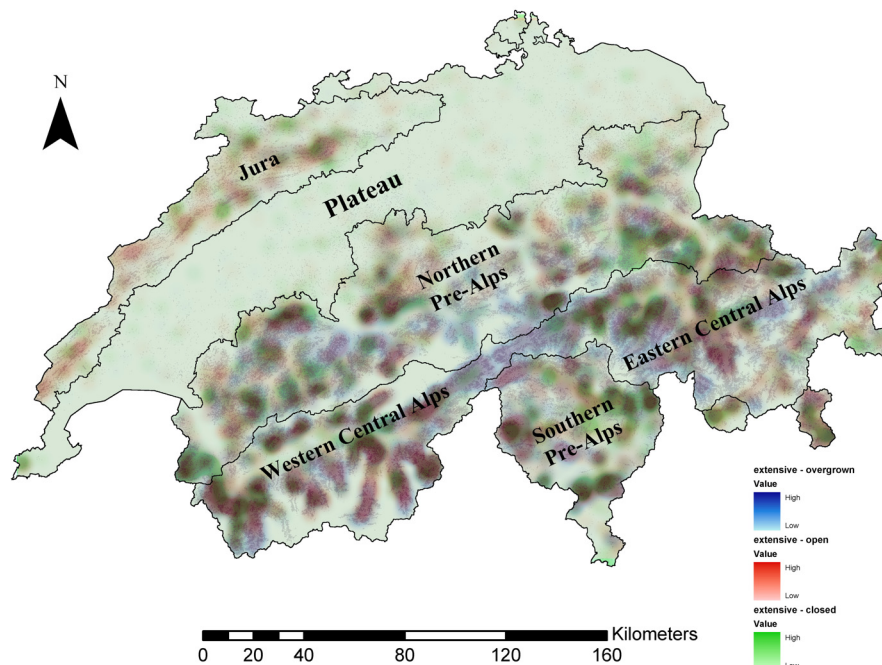 N
Jura
Plateau
Northern
Pre-Alps
Eastern Central Alps
Western Central Alps
Southern
Pre-Alps
extensive - overgrown
Value
High
Low
extensive - open
Value
High
Low
extensive - closed
Value
High
Low
Kilometers
0 20 40 80 120 160